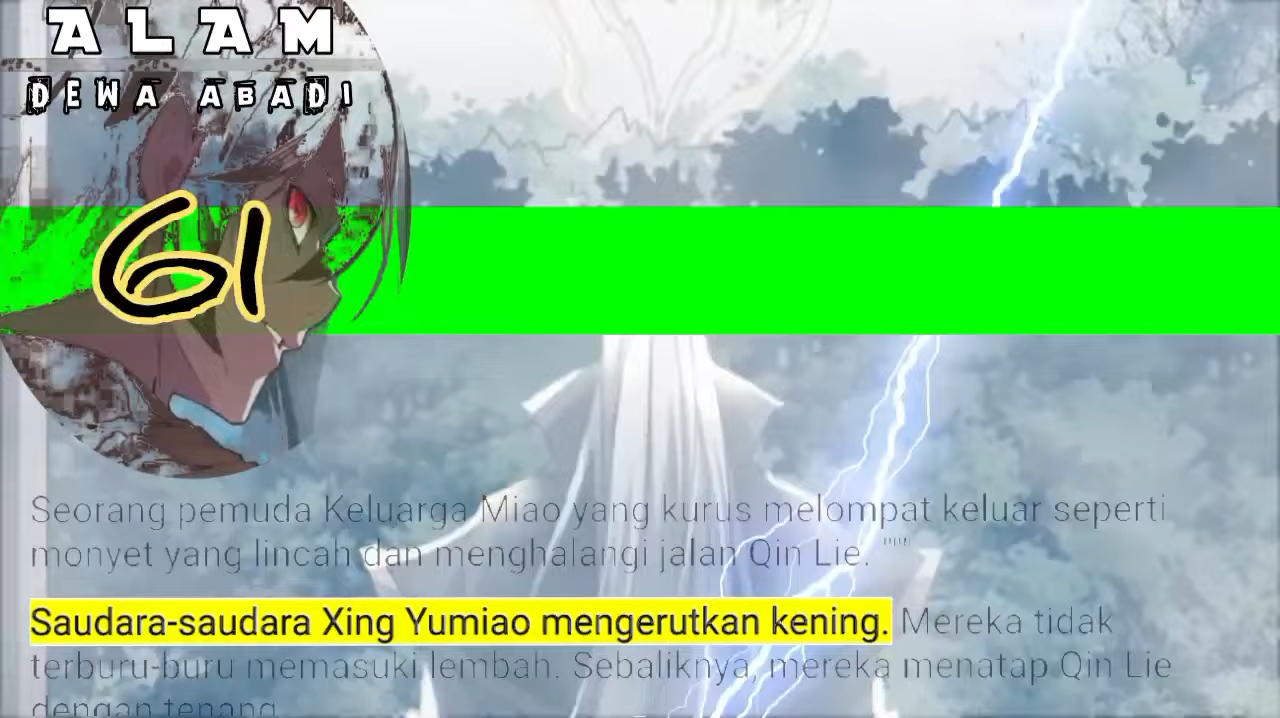 ALAM
DEWA ABADI
61
Seorang pemuda Keluarga Miao yang kurus melompat keluar seperti
monyet yang lincah dan menghalangi jalan Qin Lie. """
Saudara-saudara Xing Yumiao mengerutkan kening. Mereka tidak
terburu-buru memasuki lembah. Sebaliknya, mereka menatap Qin Lie
dengan tenang.